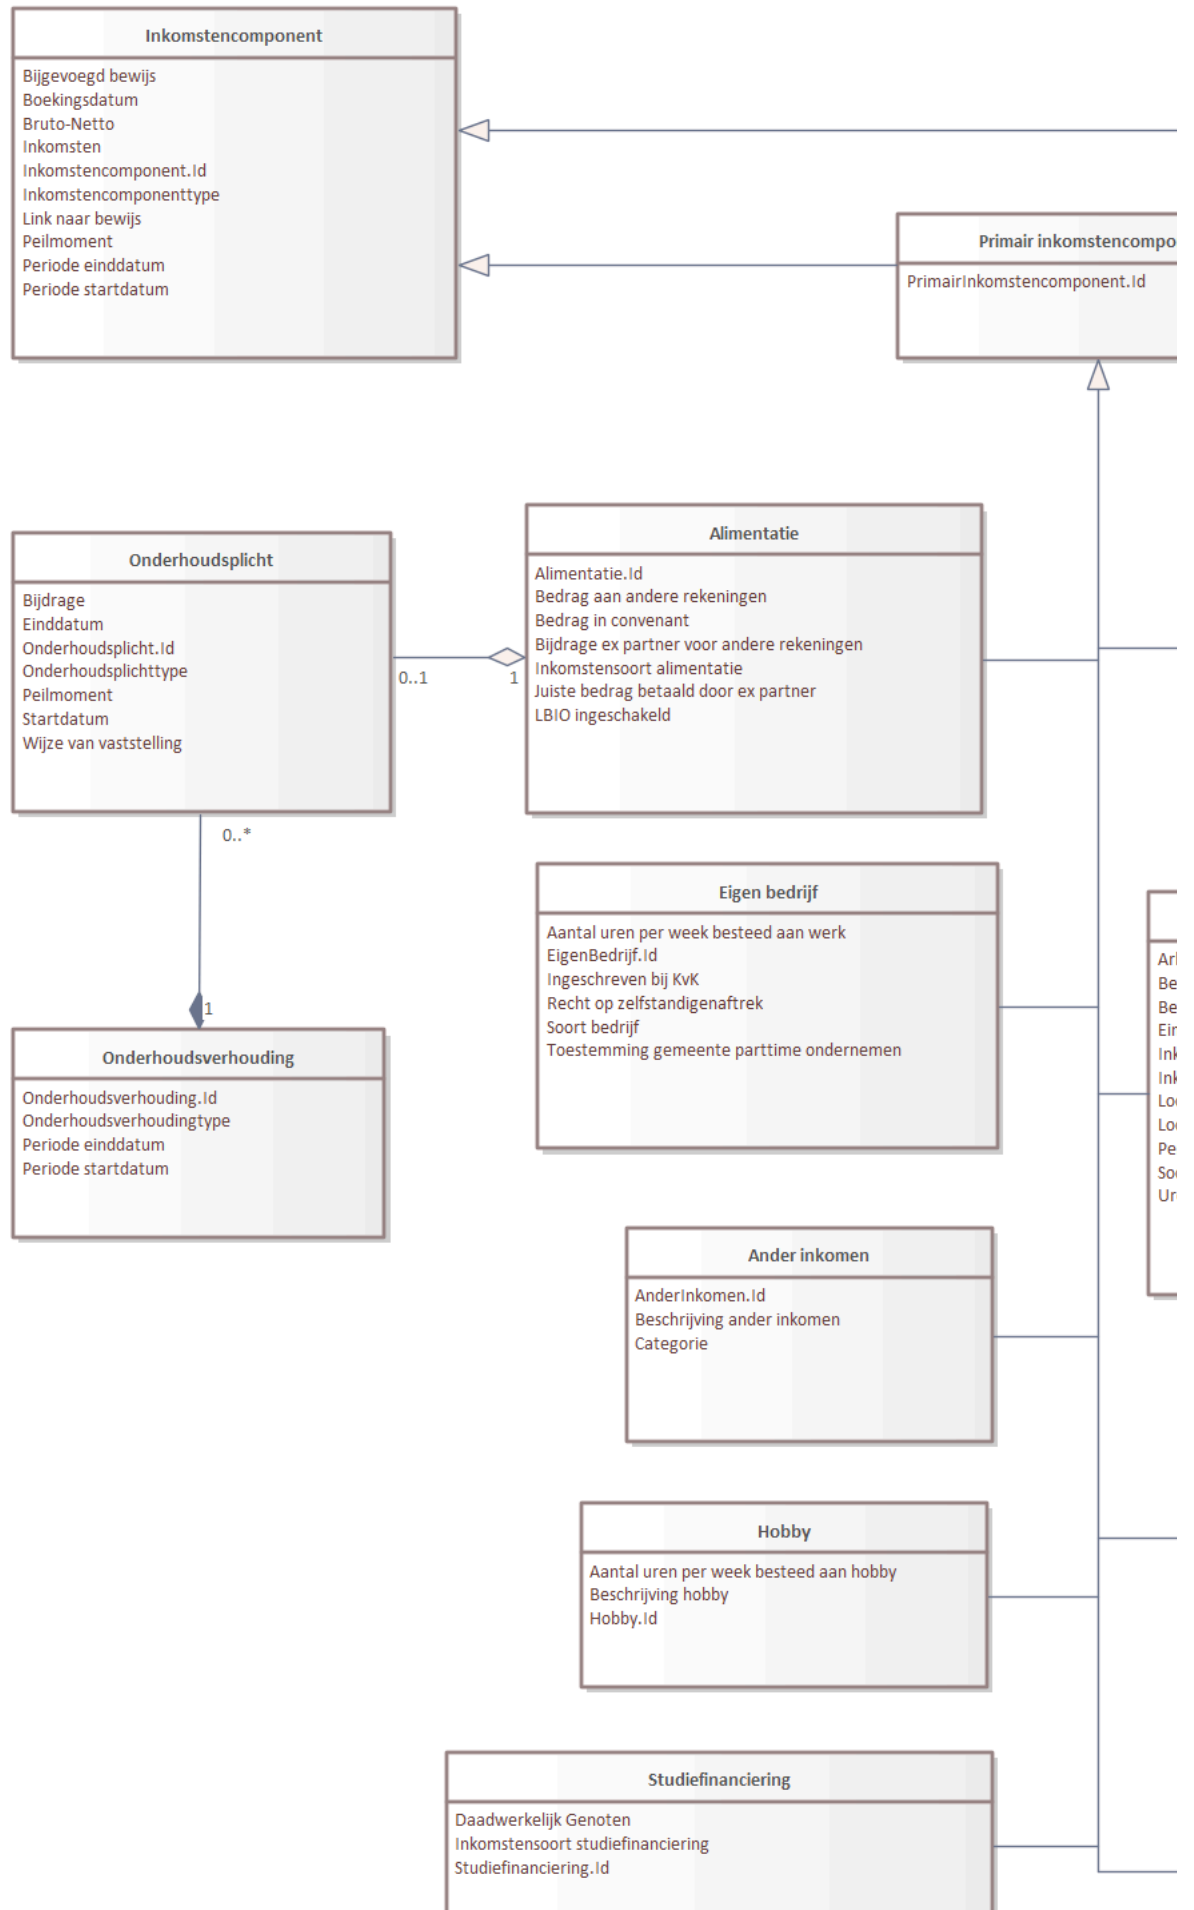 Inkomstencomponent
Bijgevoegd bewijs
Boekingsdatum
Bruto-Netto
Inkomsten
Inkomstencomponent.Id
Inkomstencomponenttype
Link naar bewijs
Peilmoment
Periode einddatum
Periode startdatum
Primair
PrimairInkomstencomponent.Id
Onderhoudsplicht
Bijdrage
Einddatum
Onderhoudsplicht.Id
Onderhoudsplichttype
Peilmoment
Startdatum
Wijze van vaststelling
0..1
1
Alimentatie
Alimentatie.Id
Bedrag aan andere rekeningen
Bedrag in convenant
Bijdrage ex partner voor andere rekeningen
Inkomstensoort alimentatie
Juiste bedrag betaald door ex partner
LBIO ingeschakeld
0..*
1
Onderhoudsverhouding
Onderhoudsverhouding.Id
Onderhoudsverhoudingtype
Periode einddatum
Periode startdatum
Eigen bedrijf
Aantal uren per week besteed aan werk
EigenBedrijf.Id
Ingeschreven bij KvK
Recht op zelfstandigenaftrek
Soort bedrijf
Toestemming gemeente parttime ondernemen
Ander inkomen
AnderInkomen.Id
Beschrijving ander inkomen
Categorie
Hobby
Aantal uren per week besteed aan hobby
Beschrijving hobby
Hobby.Id
Studiefinanciering
Daadwerkelijk Genoten
Inkomstensoort studiefinanciering
Studiefinanciering.Id